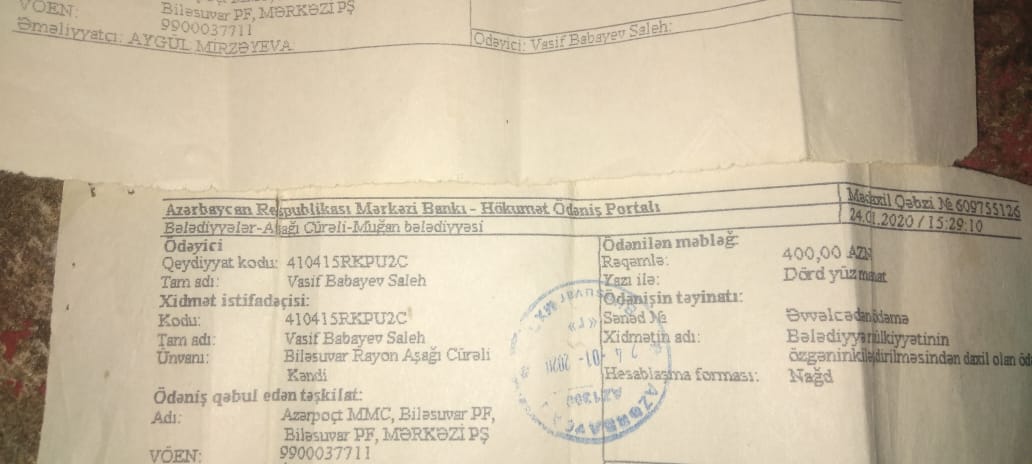 VÖEN:
Biləsuvar PF, MƏRKƏZİ PŞ
9900037711
Əməliyyatçı: AYGÜL MİRZƏYEVA
Ödəyici: Vasif Babayev Saleh:
Azərbaycan Respublikası Mərkəzi Bankı - Hökumət Ödəniş Portalı
Mədaxil Qəbzi № 609755126
Bələdiyyələr-Aşağı Cürəli-Muğan bələdiyyəsi
24.01.2020 / 15:29:10
Ödəyici
Qeydiyyat kodu: 410415RKPU2C
Tam adı: Vasif Babayev Saleh
Xidmət istifadəçisi:
Kodu: 410415RKPU2C
Tam adı: Vasif Babayev Saleh
Ünvanı: Biləsuvar Rayon Aşağı Cürəli
Kəndi
Ödəniş qəbul edən təşkilat:
Adı: Azərpoçt MMC, Biləsuvar PF,
Biləsuvar PF, MƏRKƏZİ PŞ
VÖEN: 9900037711
Ödənilən məbləğ:
Rəqəmlə: 400,00 AZN
Yazı ilə: Dörd yüz manat
Ödənişin təyinatı:
Sənəd № Əvvəlcədən ödəmə
Xidmətin adı: Bələdiyyə mülkiyyətinin
özgəninkiləşdirilməsindən daxil olan
Hesablaşma forması: Nağd